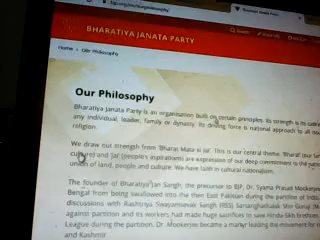 BHARATIYA JANATA PARTY
Home » Our Philosophy
Our Philosophy
Bharatiya Janata Party is an organisation built on certain principles. Its strength is its
any individual, leader, family or dynasty. Its driving force is national approach to all
religion.
We draw our strength from 'Bharat Mata ki Jai'. This is our central theme. 'Bharat (our
culture) and 'Jai' (people's aspirations) are expression of our deep commitment to the
union of land, people and culture. We have faith in cultural nationalism.
The founder of Bharatiya Jan Sangh, the precursor to BJP, Dr. Syama Prasad Mookerjee
Bengal from being swallowed into the then East Pakistan during the partition of India.
discussions with Rashtriya Swayamsevak Sangh (RSS) Sarsanghachalak Shri Guruji
against partition and its workers had made huge sacrifices to save Hindu-Sikh brethren
League during the partition. Dr. Mookerjee became a martyr leading the movement for
and Kashmir